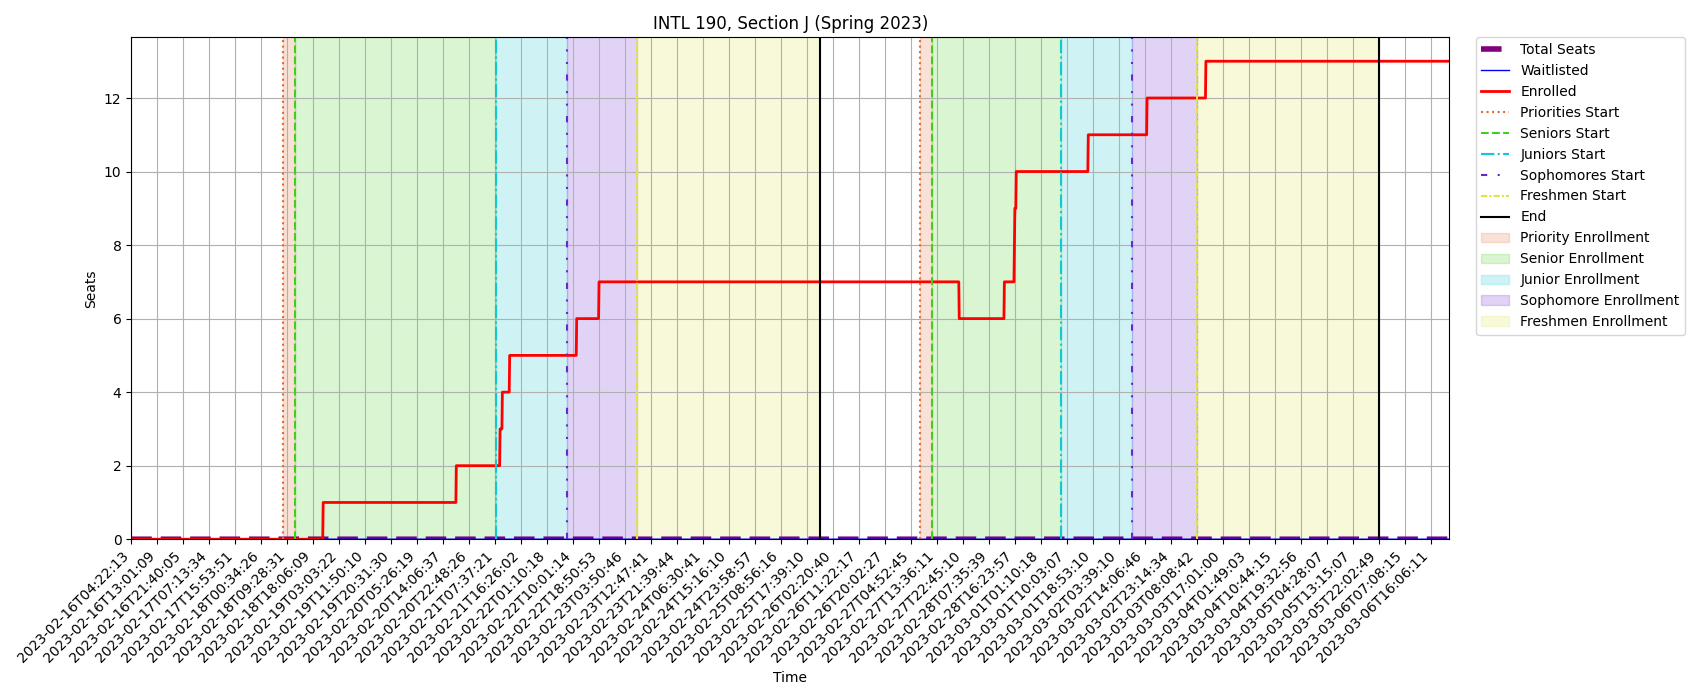 INTL 190, Section J (Spring 2023)
Seats
12
10
8
6
4
2
0
2023-02-16T04:22:13
2023-02-16T13:01:09
2023-02-16T21:40:05
2023-02-17T07:13:34
2023-02-17T15:53:51
2023-02-18T00:34:26
2023-02-18T09:28:31
2023-02-18T18:06:09
2023-02-19T03:03:22
2023-02-19T11:50:10
2023-02-19T20:31:30
2023-02-20T05:26:19
2023-02-20T14:06:37
2023-02-20T22:48:26
2023-02-21T07:37:21
2023-02-21T16:26:02
2023-02-22T01:10:18
2023-02-22T10:01:14
2023-02-22T18:50:53
2023-02-23T03:50:46
2023-02-23T12:47:41
2023-02-23T21:39:44
2023-02-24T06:30:41
2023-02-24T15:16:10
2023-02-24T23:58:57
2023-02-25T08:56:16
2023-02-25T17:39:10
2023-02-26T02:20:40
2023-02-26T11:22:17
2023-02-26T20:02:27
2023-02-27T04:52:45
2023-02-27T13:36:11
2023-02-27T22:45:10
2023-02-28T07:35:39
2023-02-28T16:23:57
2023-03-01T01:10:18
2023-03-01T10:03:07
2023-03-01T18:53:10
2023-03-02T03:39:10
2023-03-02T14:06:46
2023-03-02T23:14:34
2023-03-03T08:08:42
2023-03-03T17:01:00
2023-03-04T01:49:03
2023-03-04T10:44:15
2023-03-04T19:32:56
2023-03-05T04:28:07
2023-03-05T13:15:07
2023-03-05T22:02:49
2023-03-06T07:08:15
2023-03-06T16:06:11
Time
Total Seats
Waitlisted
Enrolled
Priorities Start
Seniors Start
Juniors Start
Sophomores Start
Freshmen Start
End
Priority Enrollment
Senior Enrollment
Junior Enrollment
Sophomore Enrollment
Freshmen Enrollment